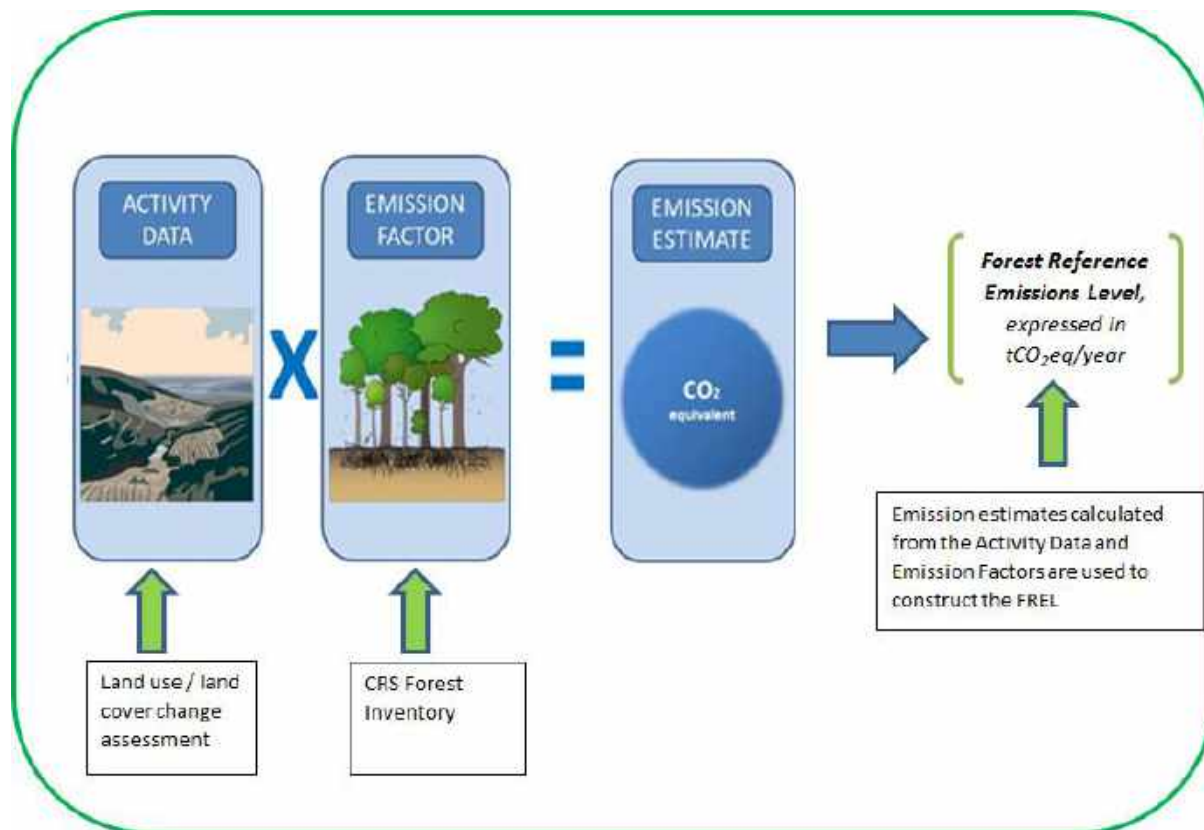 ACTIVITY
DATA
EMISSION
FACTOR
EMISSION
ESTIMATE
X
=
CO₂
equivalent
Forest Reference
Emissions Level,
expressed in
tCO₂eq/year
Land use / land
cover change
assessment
CRS Forest
Inventory
Emission estimates calculated
from the Activity Data and
Emission Factors are used to
construct the FREL